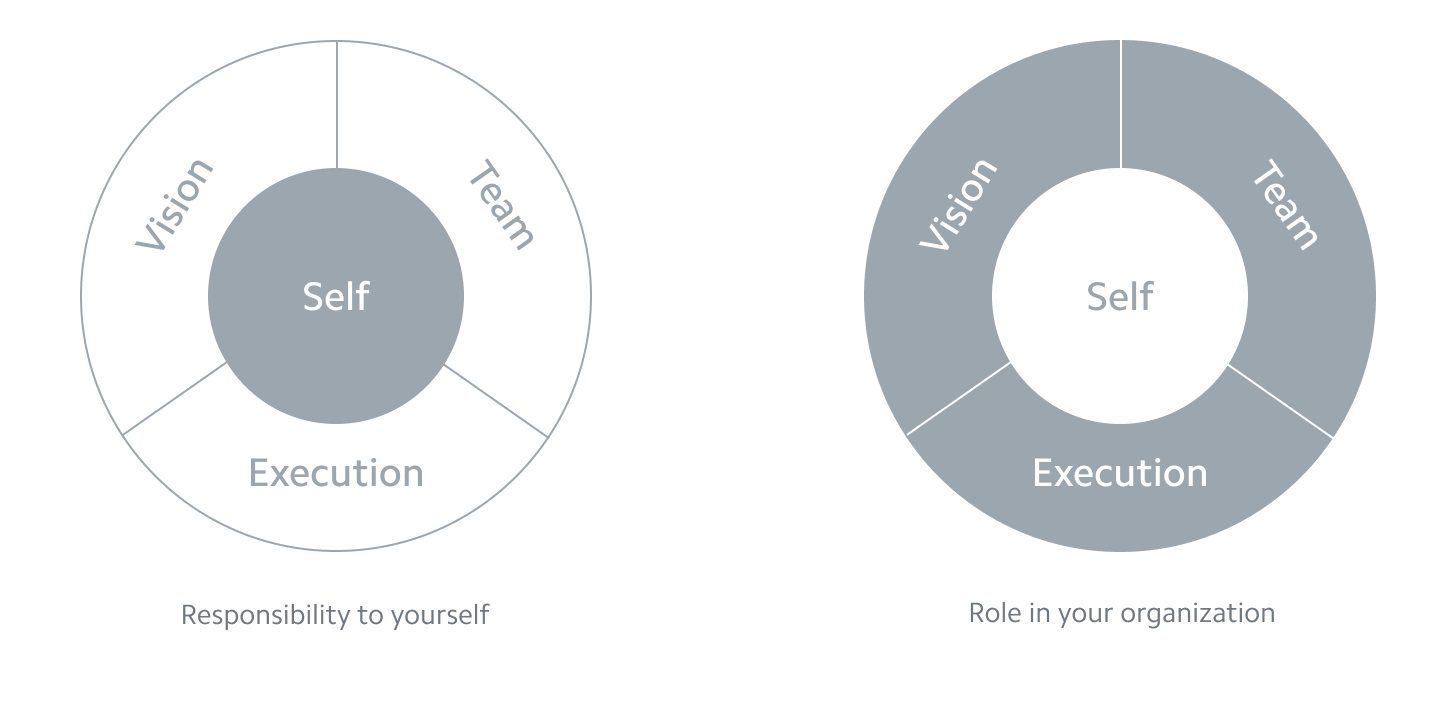 Vision
Team
Self
Execution
Responsibility to yourself
Vision
Team
Self
Execution
Role in your organization